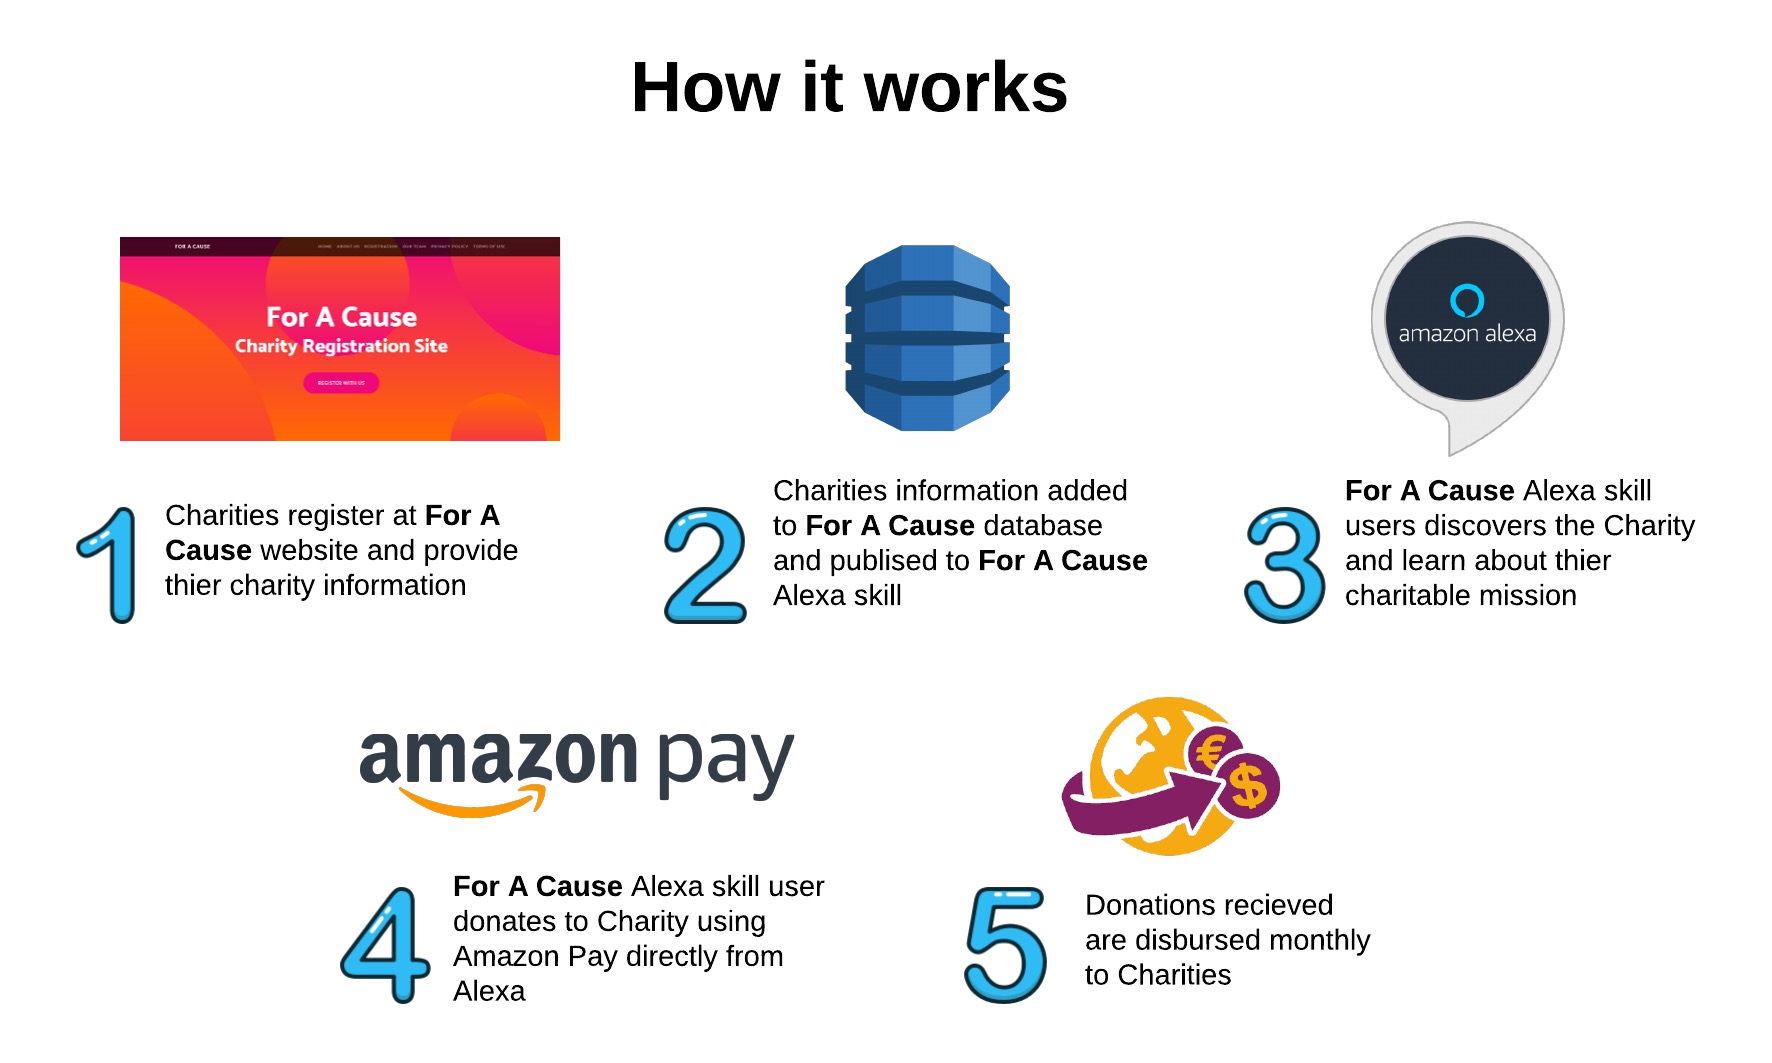 How it works
FOR A CAUSE
HOME ABOUT US REGISTRATION OUR TEAM PRIVACY POLICY TERMS OF USE
For A Cause
Charity Registration Site
REGISTER WITH US
amazon alexa
1
Charities register at For A
Cause website and provide
thier charity information
2
Charities information added
to For A Cause database
and publised to For A Cause
Alexa skill
3
For A Cause Alexa skill
users discovers the Charity
and learn about thier
charitable mission
amazon pay
€
$
4
For A Cause Alexa skill user
donates to Charity using
Amazon Pay directly from
Alexa
5
Donations recieved
are disbursed monthly
to Charities